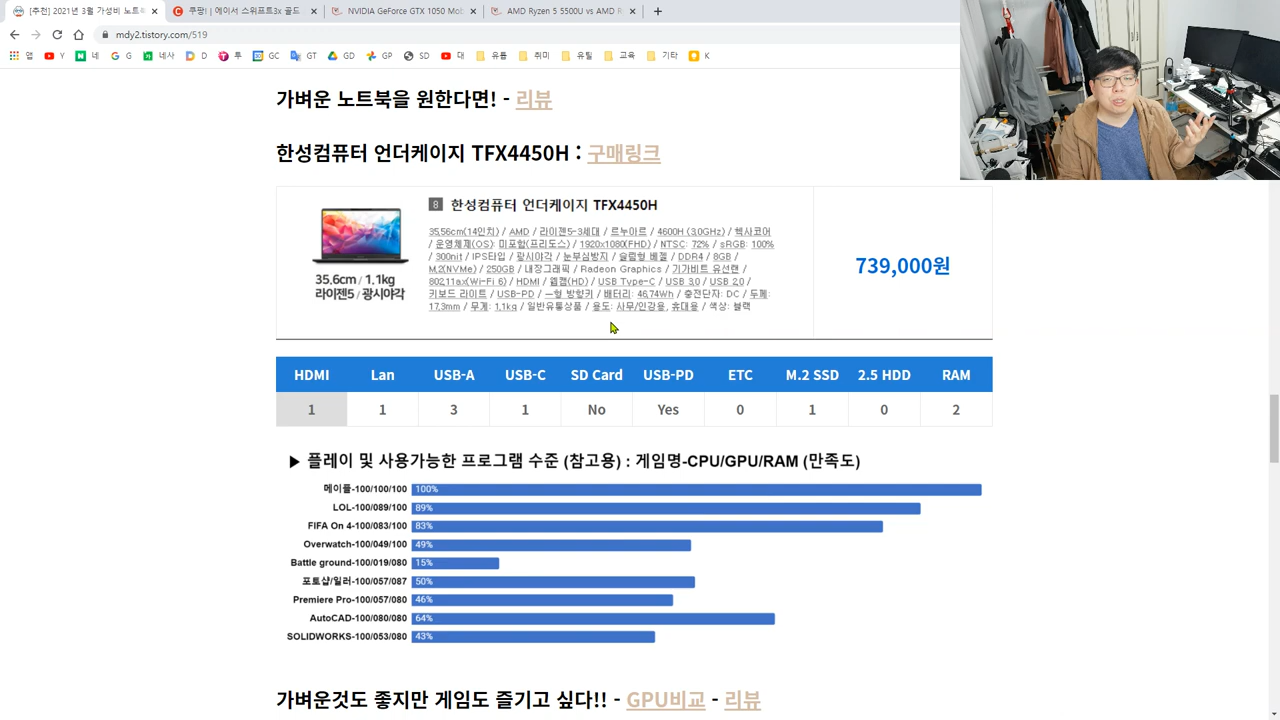 [추천] 2021년 3월 가성비 노트북
쿠팡! | 에이서 스위프트3x 골드
NVIDIA GeForce GTX 1050 Mob
AMD Ryzen 5 5500U vs AMD R
mdy2.tistory.com/519
앱 Y 네 G 네사 D 투 GC GT GD GP SD 대 유플 취미 유틸 교육 기타 K
가벼운 노트북을 원한다면! - 리뷰
한성컴퓨터 언더케이지 TFX4450H : 구매링크
8 한성컴퓨터 언더케이지 TFX4450H
35.56cm(14인치) / AMD / 라이젠5-3세대 / 르누아르 / 4600H (3.0GHz) / 헥사코어
/ 운영체제(OS): 미포함(프리도스) / 1920x1080(FHD) / NTSC: 72% / sRGB: 100%
/ 300nit / IPS타입 / 광시야각 / 눈부심방지 / 슬림형 베젤 / DDR4 / 8GB /
M.2(NVMe) / 250GB / 내장그래픽 / Radeon Graphics / 기가비트 유선랜 /
802.11ax(Wi-Fi 6) / HDMI / 웹캠(HD) / USB Type-C / USB 3.0 / USB 2.0 /
키보드 라이트 / USB-PD / ㅡ형 방향키 / 배터리: 46.74Wh / 충전단자: DC / 두께:
17.3mm / 무게: 1.1kg / 일반유통상품 / 용도: 사무/인강용, 휴대용 / 색상: 블랙
35.6cm / 1.1kg
라이젠5 / 광시야각
739,000원
HDMI Lan USB-A USB-C SD Card USB-PD ETC M.2 SSD 2.5 HDD RAM
1 1 3 1 No Yes 0 1 0 2
▶ 플레이 및 사용가능한 프로그램 수준 (참고용) : 게임명-CPU/GPU/RAM (만족도)
메이플-100/100/100 100%
LOL-100/089/100 89%
FIFA On 4-100/083/100 83%
Overwatch-100/049/100 49%
Battle ground-100/019/080 15%
포토샵/일러-100/057/087 50%
Premiere Pro-100/057/080 46%
AutoCAD-100/080/080 64%
SOLIDWORKS-100/053/080 43%
가벼운것도 좋지만 게임도 즐기고 싶다!! - GPU비교 - 리뷰